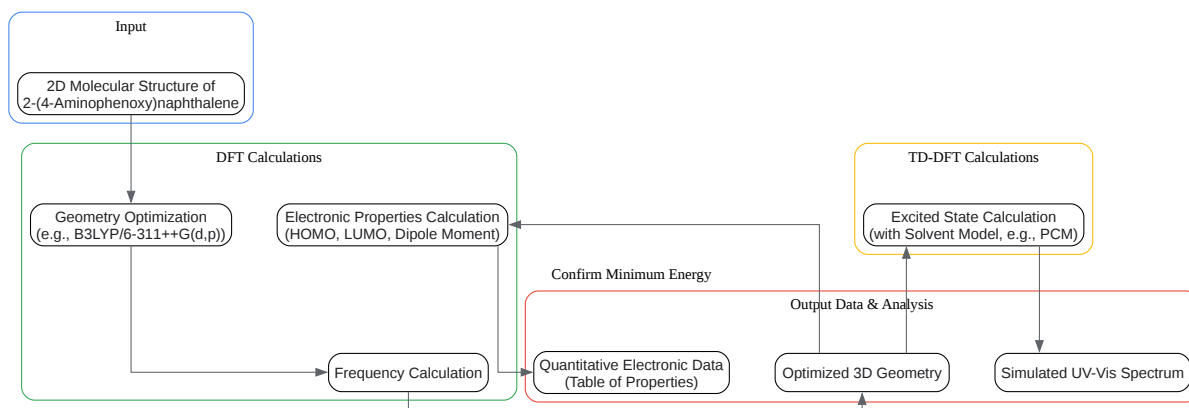 Input
2D Molecular Structure of
2-(4-Aminophenoxy)naphthalene
DFT Calculations
TD-DFT Calculations
Geometry Optimization
(e.g., B3LYP/6-311++G(d,p))
Electronic Properties Calculation
(HOMO, LUMO, Dipole Moment)
Excited State Calculation
(with Solvent Model, e.g., PCM)
Confirm Minimum Energy
Output Data & Analysis
Frequency Calculation
Quantitative Electronic Data
(Table of Properties)
Optimized 3D Geometry
Simulated UV-Vis Spectrum